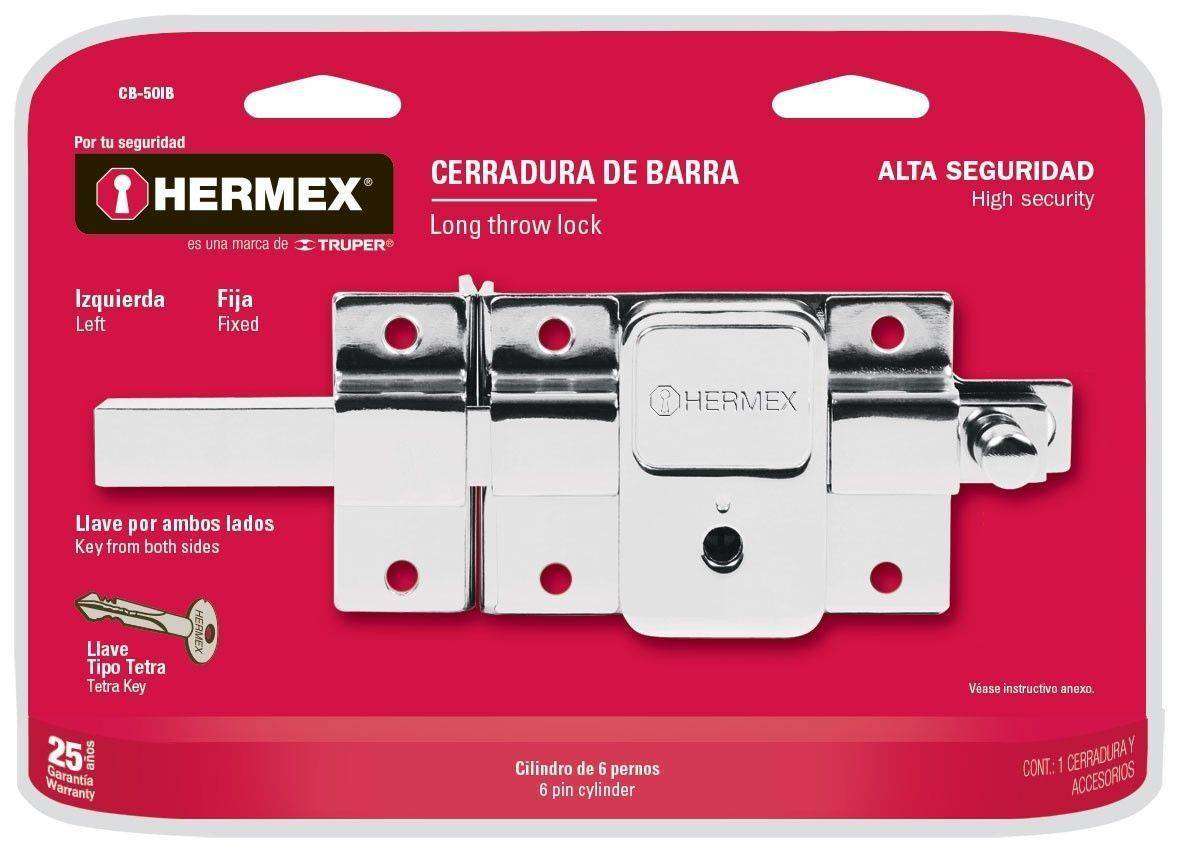 CB-50IB
Por tu seguridad
HERMEX®
es una marca de TRUPER®
CERRADURA DE BARRA
Long throw lock
ALTA SEGURIDAD
High security
Izquierda
Left
Fija
Fixed
HERMEX
Llave por ambos lados
Key from both sides
HERMEX
Llave
Tipo Tetra
Tetra Key
Véase instructivo anexo.
25 años
Garantía
Warranty
Cilindro de 6 pernos
6 pin cylinder
CONT.: 1 CERRADURA Y
ACCESORIOS